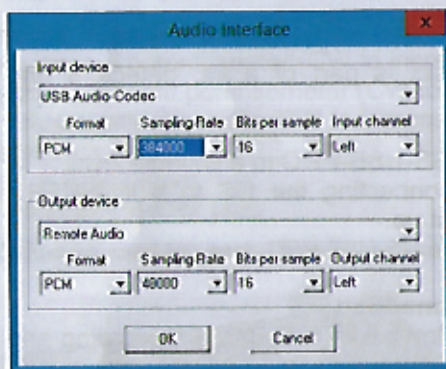 Audio Interface
Input device
USB Audio Codec
Format Sampling Rate Bits per sample Input channel
PCM 384000 16 Left
Output device
Remote Audio
Format Sampling Rate Bits per sample Output channel
PCM 48000 16 Left
OK Cancel